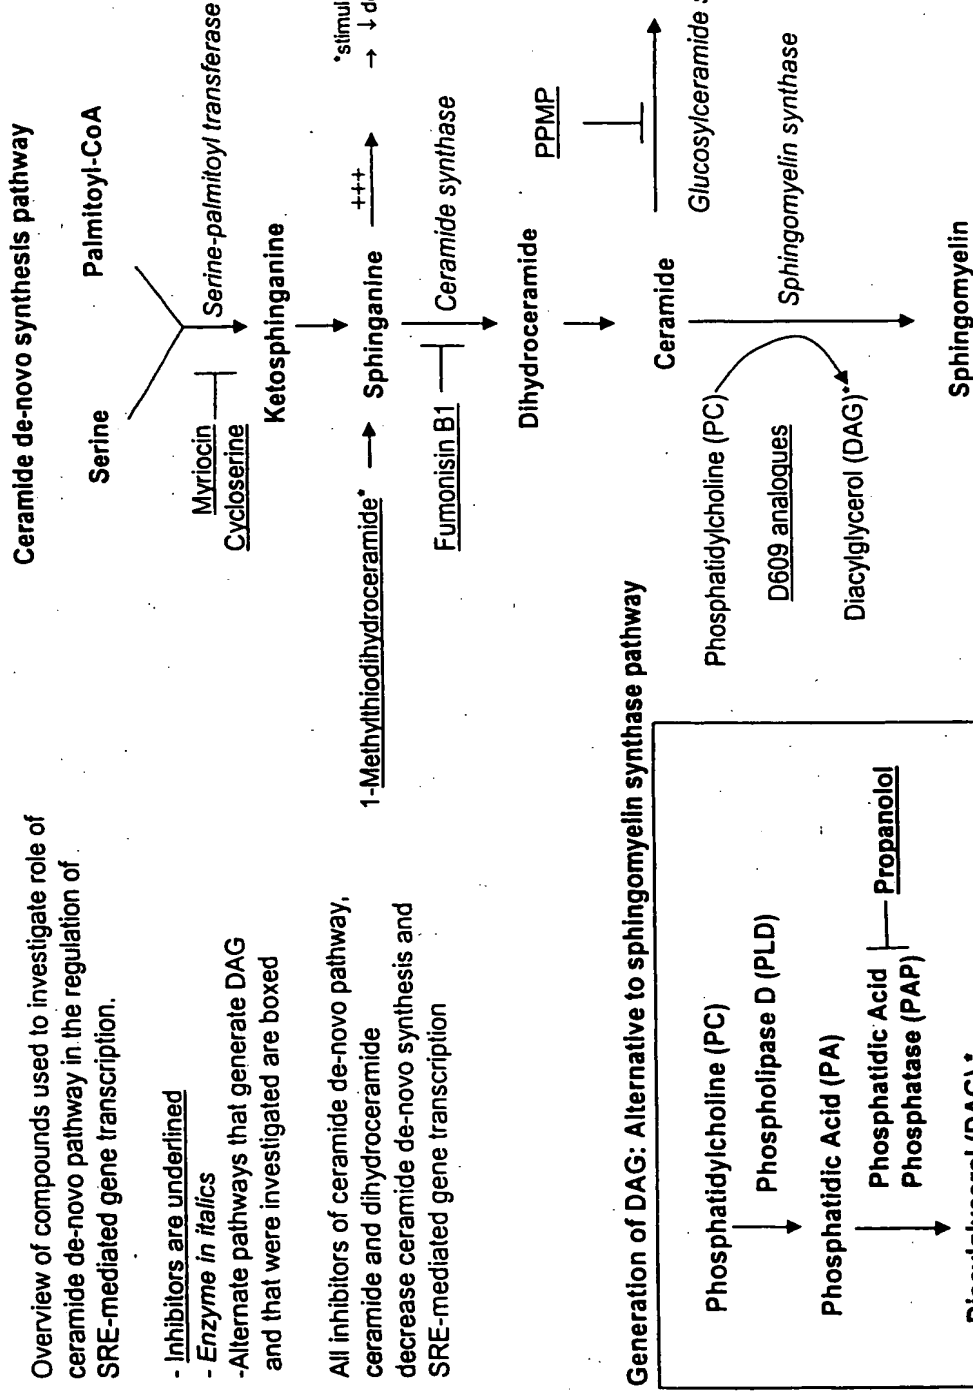 Overview of compounds used to investigate role of
ceramide de-novo pathway in the regulation of
SRE-mediated gene transcription.
- Inhibitors are underlined
- Enzyme in italics
-Alternate pathways that generate DAG
and that were investigated are boxed
All inhibitors of ceramide de-novo pathway,
ceramide and dihydroceramide
decrease ceramide de-novo synthesis and
SRE-mediated gene transcription
Ceramide de-novo synthesis pathway
Serine
Palmitoyl-CoA
Serine-palmitoyl transferase
Myriocin
Cycloserine
Ketosphinganine
1-Methylthiodihydroceramide*
Sphinganine
+++
*stimul
→ ↓ d
Fumonisin B1
Ceramide synthase
Dihydroceramide
PPMP
Ceramide
Glucosylceramide s
Phosphatidylcholine (PC)
Sphingomyelin synthase
D609 analogues
Diacylglycerol (DAG)*
Sphingomyelin
Generation of DAG: Alternative to sphingomyelin synthase pathway
Phosphatidylcholine (PC)
Phospholipase D (PLD)
Phosphatidic Acid (PA)
Phosphatidic Acid
Phosphatase (PAP)
Propanolol
Diacylglycerol (DAG)*